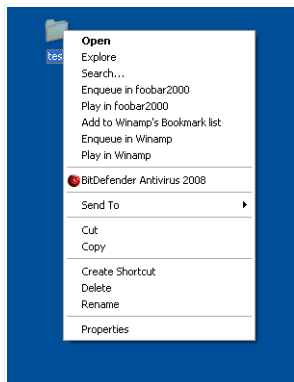 tes
Open
Explore
Search...
Enqueue in foobar2000
Play in foobar2000
Add to Winamp's Bookmark list
Enqueue in Winamp
Play in Winamp
BitDefender Antivirus 2008
Send To
Cut
Copy
Create Shortcut
Delete
Rename
Properties